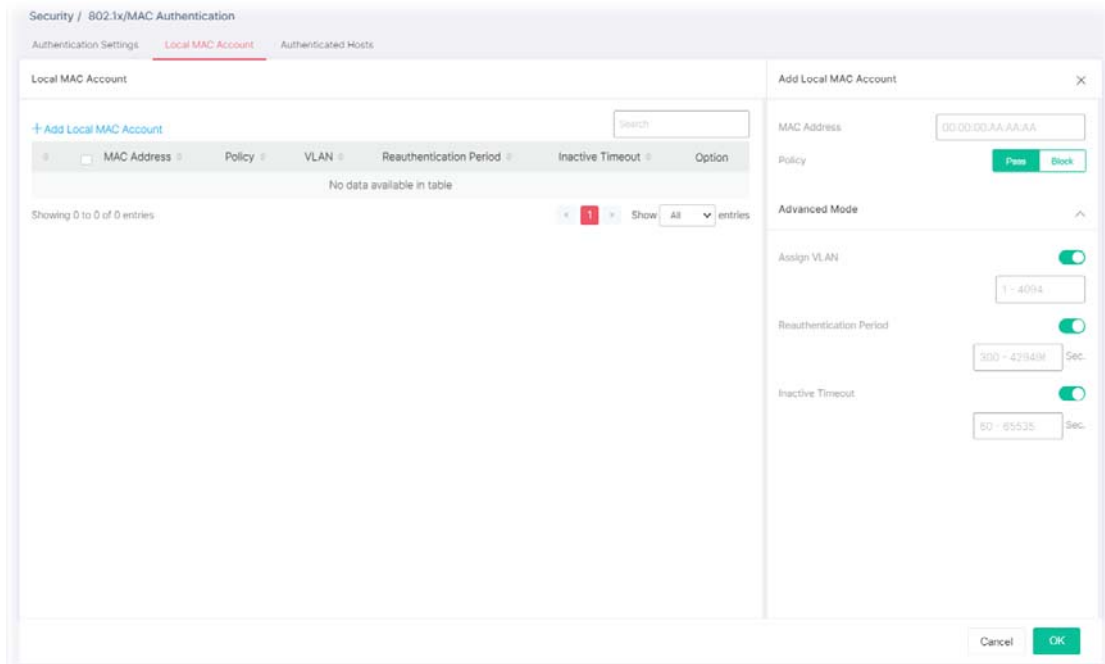 Security / 802.1x/MAC Authentication
Authentication Settings Local MAC Account Authenticated Hosts
Local MAC Account
+ Add Local MAC Account Search
MAC Address Policy VLAN Reauthentication Period Inactive Timeout Option
No data available in table
Showing 0 to 0 of 0 entries « 1 » Show All entries
Add Local MAC Account ×
MAC Address 00:00:00:AA:AA:AA
Policy Pass Block
Advanced Mode
Assign VLAN
1 - 4094
Reauthentication Period
300 - Sec.
Inactive Timeout
60 - 65535 Sec.
Cancel OK